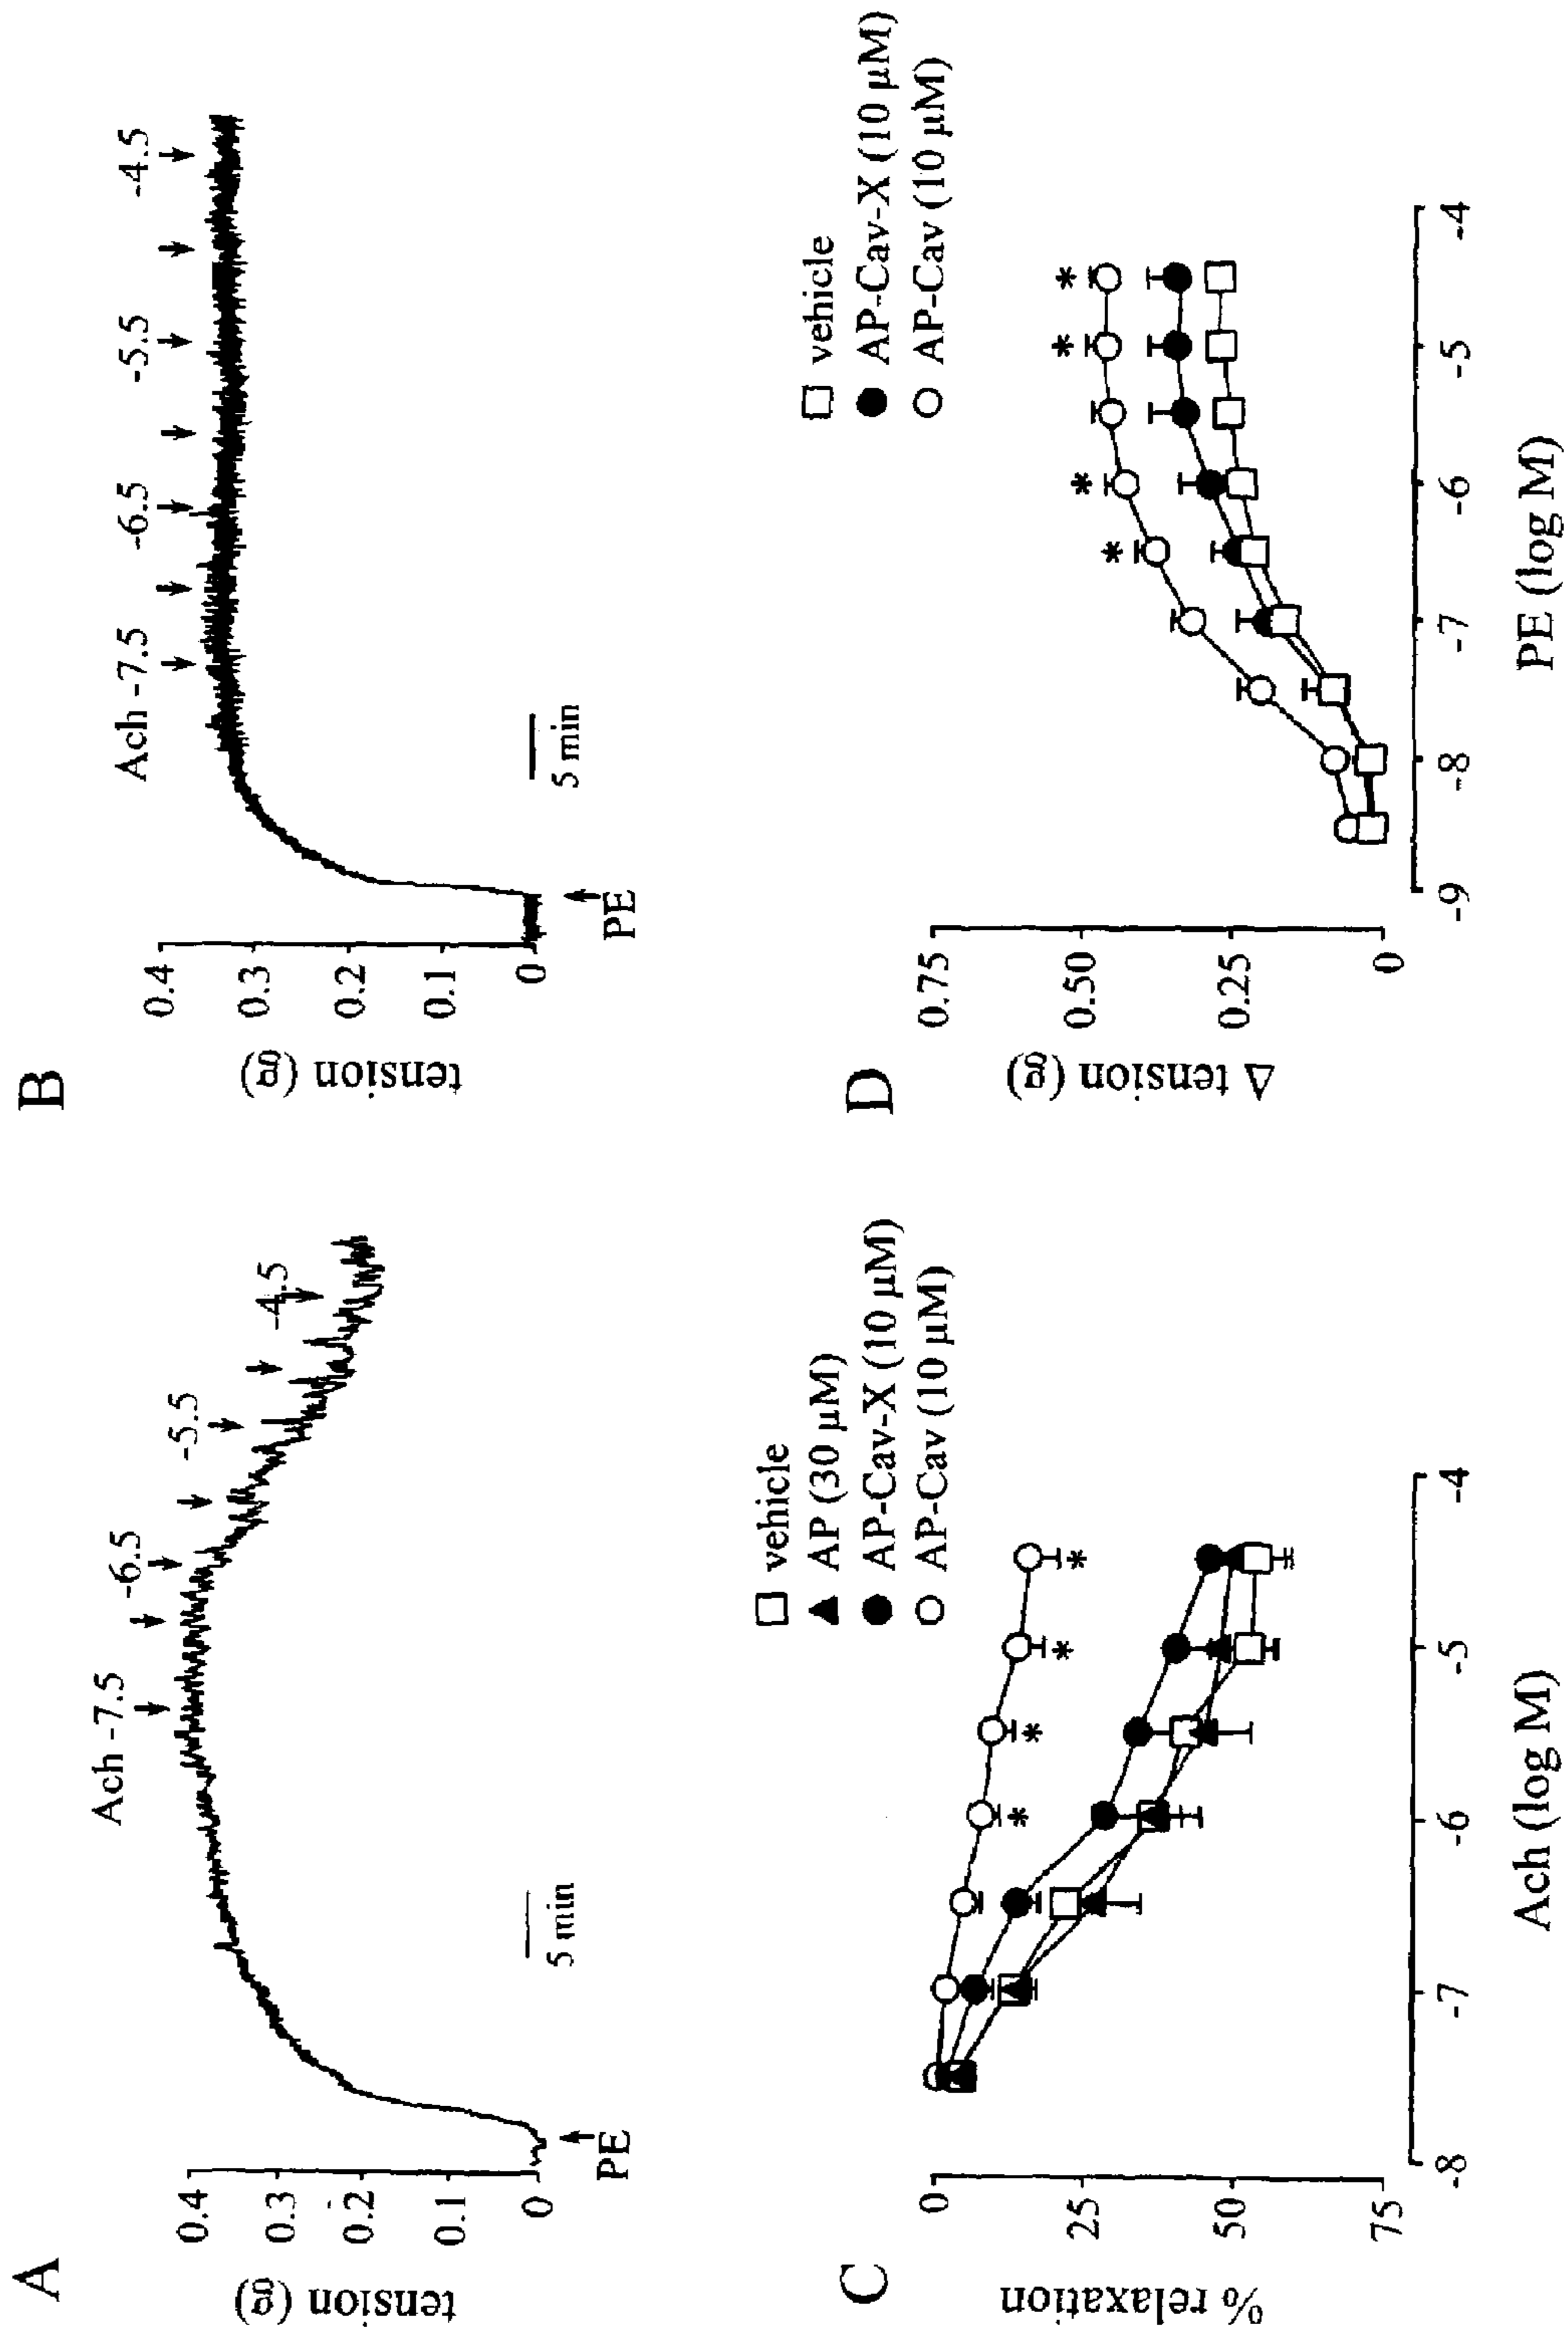 A
tension (g)
0.4
0.3
0.2
0.1
0
PE
5 min
Ach -7.5
-6.5
-5.5
-4.5
B
tension (g)
0.4
0.3
0.2
0.1
0
PE
5 min
Ach -7.5
-6.5
-5.5
-4.5
C
% relaxation
0
25
50
75
vehicle
AP (30 µM)
AP-Cav-X (10 µM)
AP-Cav (10 µM)
* * * *
-8 -7 -6 -5 -4
Ach (log M)
D
Δ tension (g)
0.75
0.50
0.25
0
vehicle
AP-Cav-X (10 µM)
AP-Cav (10 µM)
* * * *
-9 -8 -7 -6 -5 -4
PE (log M)